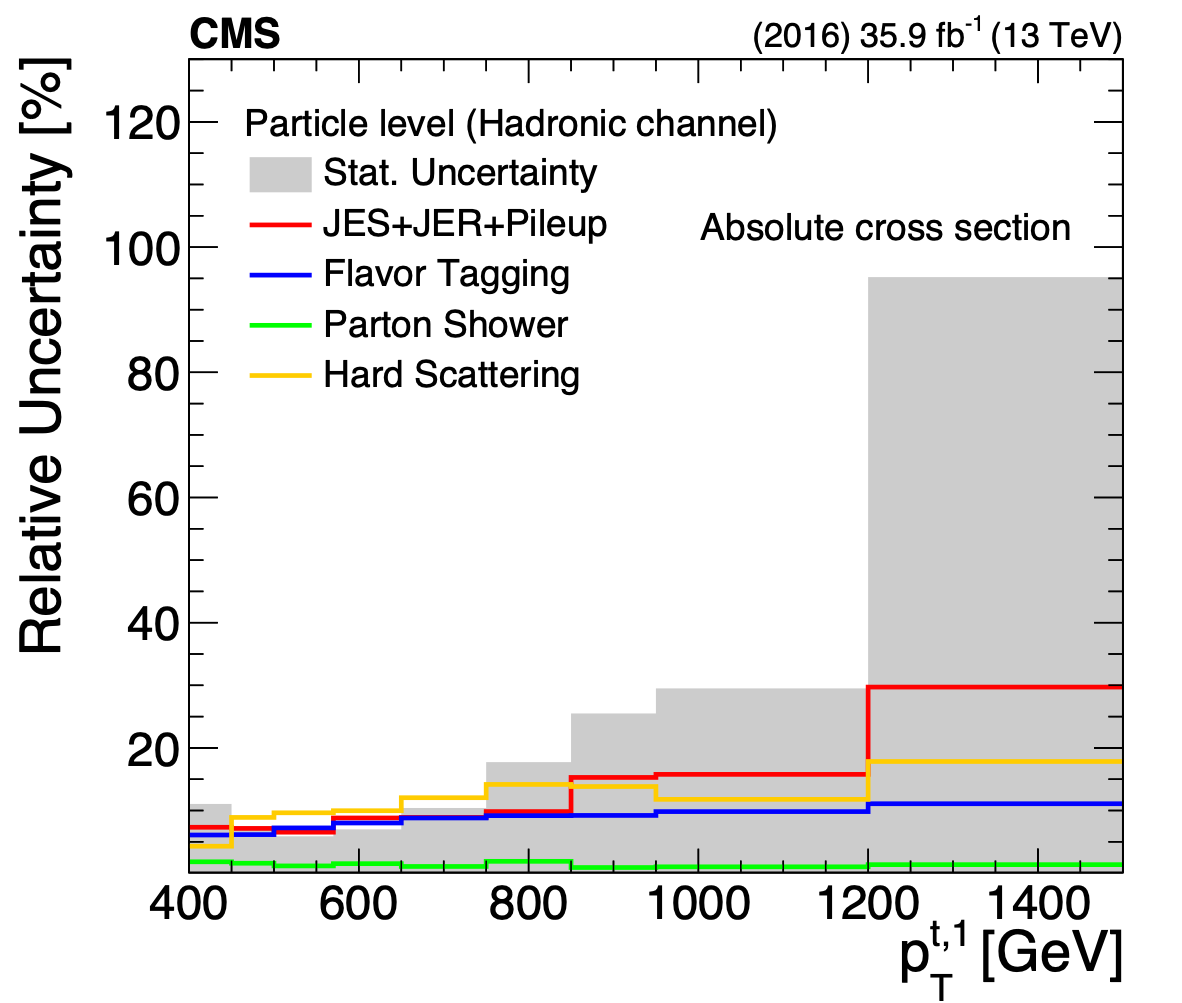 CMS (2016) 35.9 fb⁻¹ (13 TeV)
Relative Uncertainty [%]
Particle level (Hadronic channel)
Stat. Uncertainty
JES+JER+Pileup
Flavor Tagging
Parton Shower
Hard Scattering
Absolute cross section
120
100
80
60
40
20
400 600 800 1000 1200 1400
p_T^{t,1} [GeV]